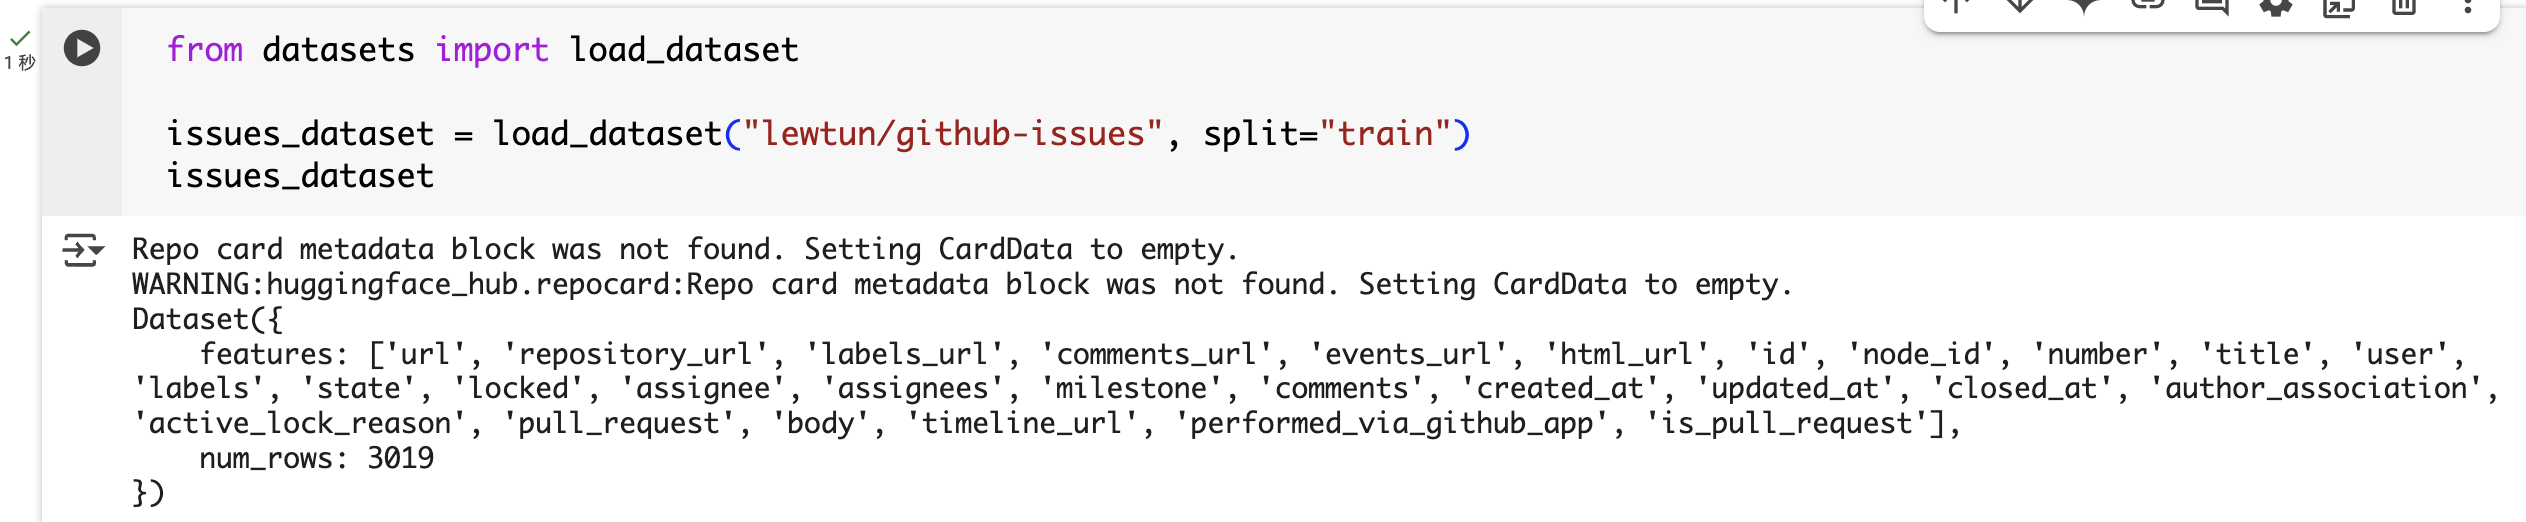 from datasets import load_dataset
1 秒
issues_dataset = load_dataset("lewtun/github-issues", split="train")
issues_dataset
Repo card metadata block was not found. Setting CardData to empty.
WARNING:huggingface_hub.repocard:Repo card metadata block was not found. Setting CardData to empty.
Dataset({
    features: ['url', 'repository_url', 'labels_url', 'comments_url', 'events_url', 'html_url', 'id', 'node_id', 'number', 'title', 'user',
'labels', 'state', 'locked', 'assignee', 'assignees', 'milestone', 'comments', 'created_at', 'updated_at', 'closed_at', 'author_association',
'active_lock_reason', 'pull_request', 'body', 'timeline_url', 'performed_via_github_app', 'is_pull_request'],
    num_rows: 3019
})